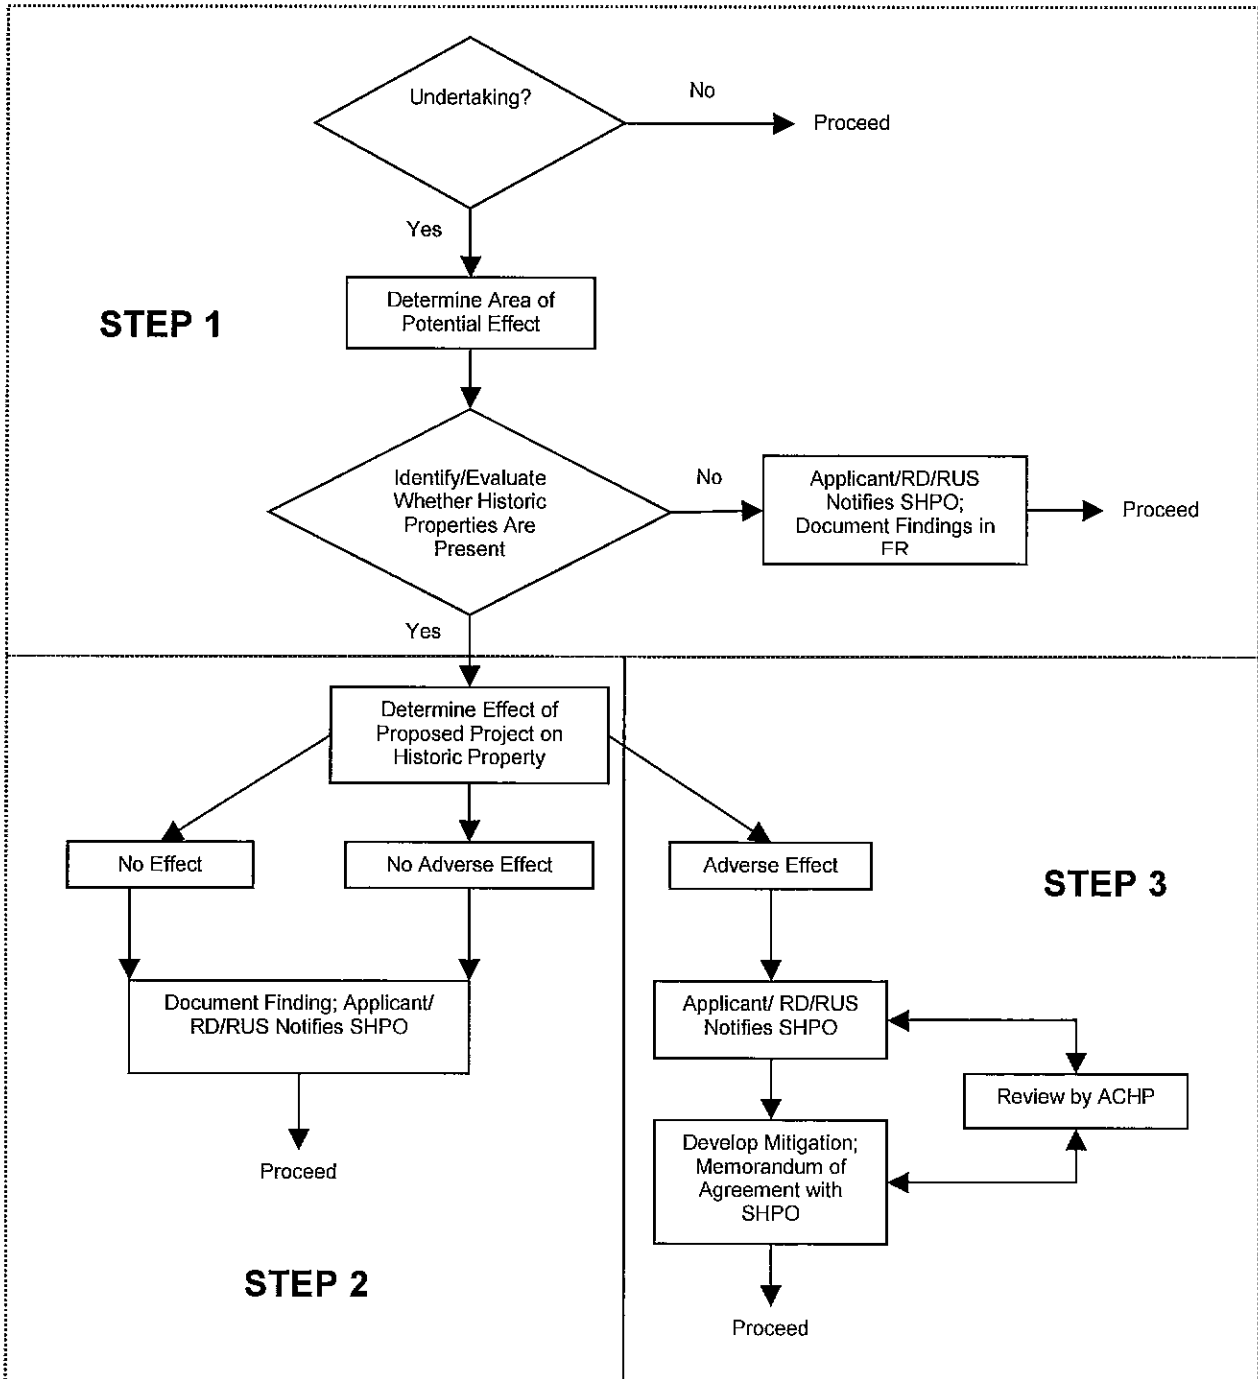 Undertaking?
No
Proceed
Yes
Determine Area of
Potential Effect
STEP 1
Identify/Evaluate
Whether Historic
Properties Are
Present
No
Applicant/RD/RUS
Notifies SHPO;
Document Findings in
ER
Proceed
Yes
Determine Effect of
Proposed Project on
Historic Property
No Effect
No Adverse Effect
Adverse Effect
STEP 3
Document Finding; Applicant/
RD/RUS Notifies SHPO
Applicant/ RD/RUS
Notifies SHPO
Review by ACHP
Develop Mitigation;
Memorandum of
Agreement with
SHPO
Proceed
STEP 2
Proceed